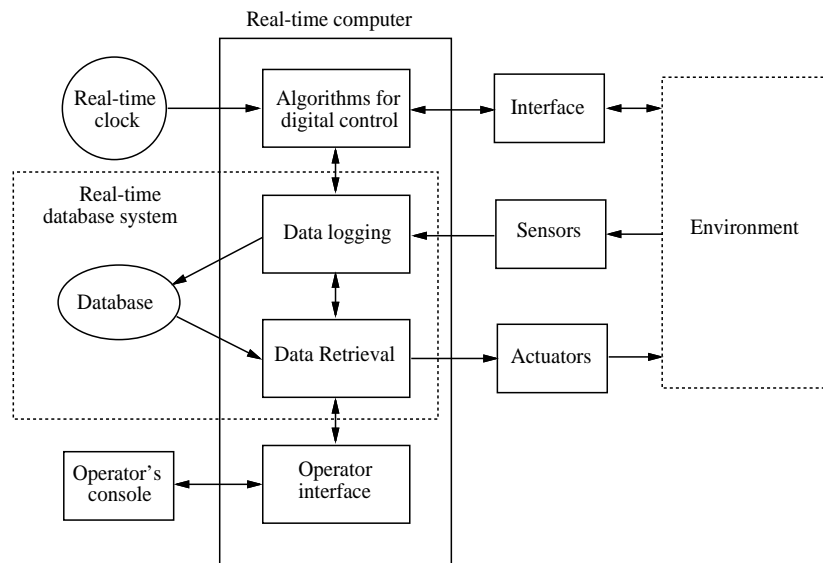 Real-time computer
Real-time
clock
Algorithms for
digital control
Interface
Real-time
database system
Data logging
Sensors
Environment
Database
Data Retrieval
Actuators
Operator's
console
Operator
interface